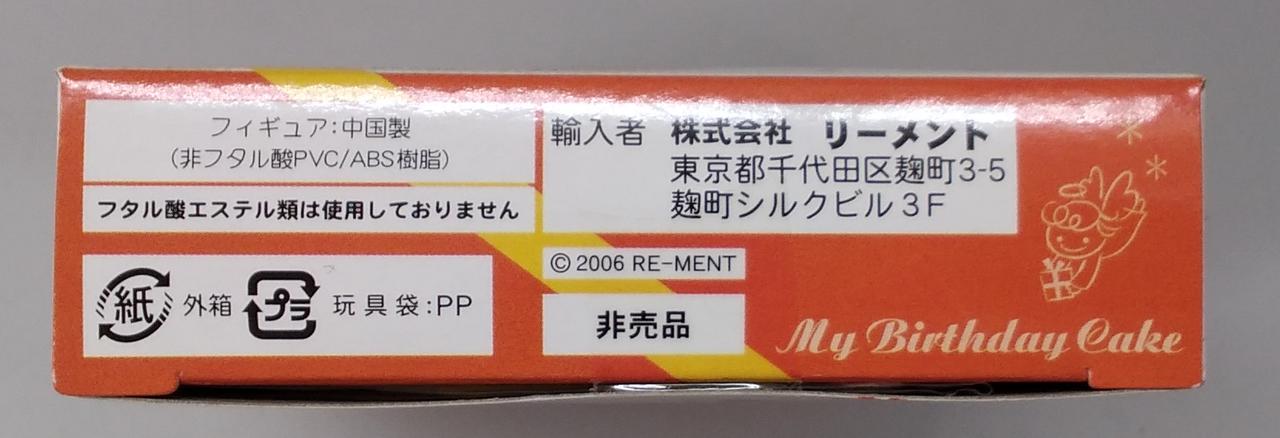 フィギュア:中国製
(非フタル酸PVC/ABS樹脂)
フタル酸エステル類は使用しておりません
紙 外箱 プラ 玩具袋:PP
輸入者 株式会社 リーメント
東京都千代田区麹町3-5
麹町シルクビル3F
© 2006 RE-MENT
非売品
My Birthday Cake